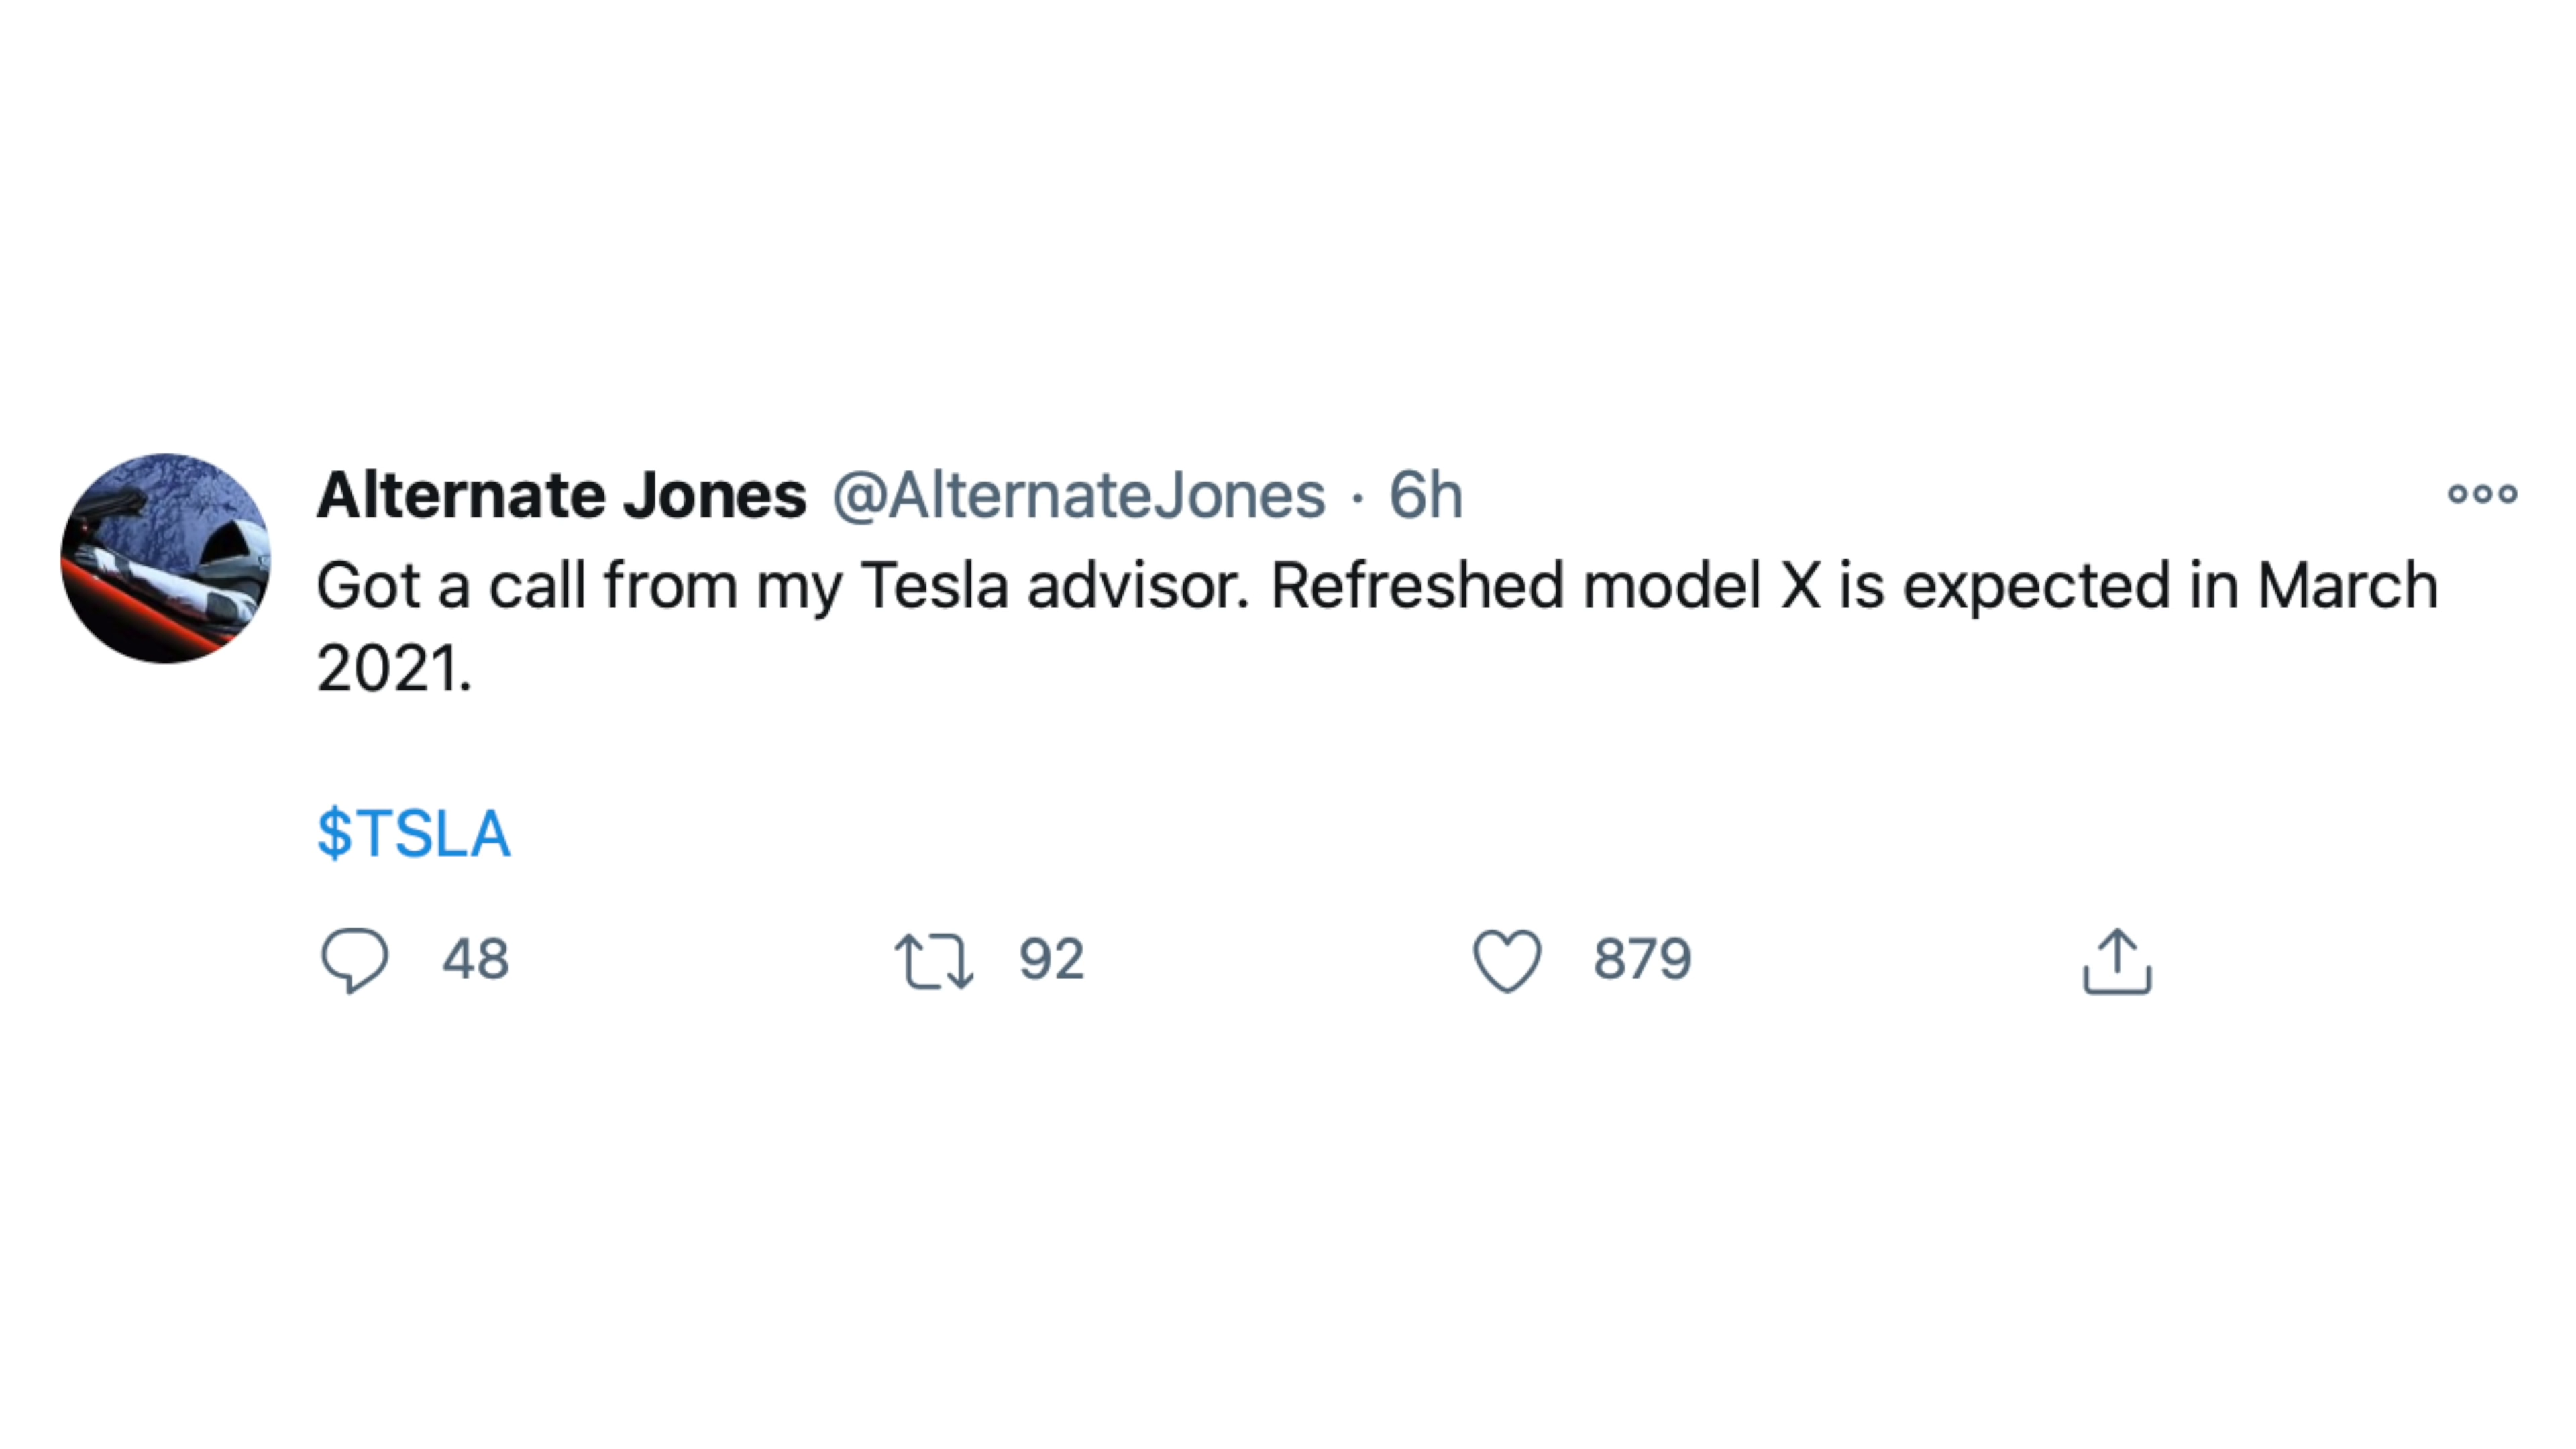 Alternate Jones @AlternateJones · 6h
Got a call from my Tesla advisor. Refreshed model X is expected in March
2021.
$TSLA
48 92 879